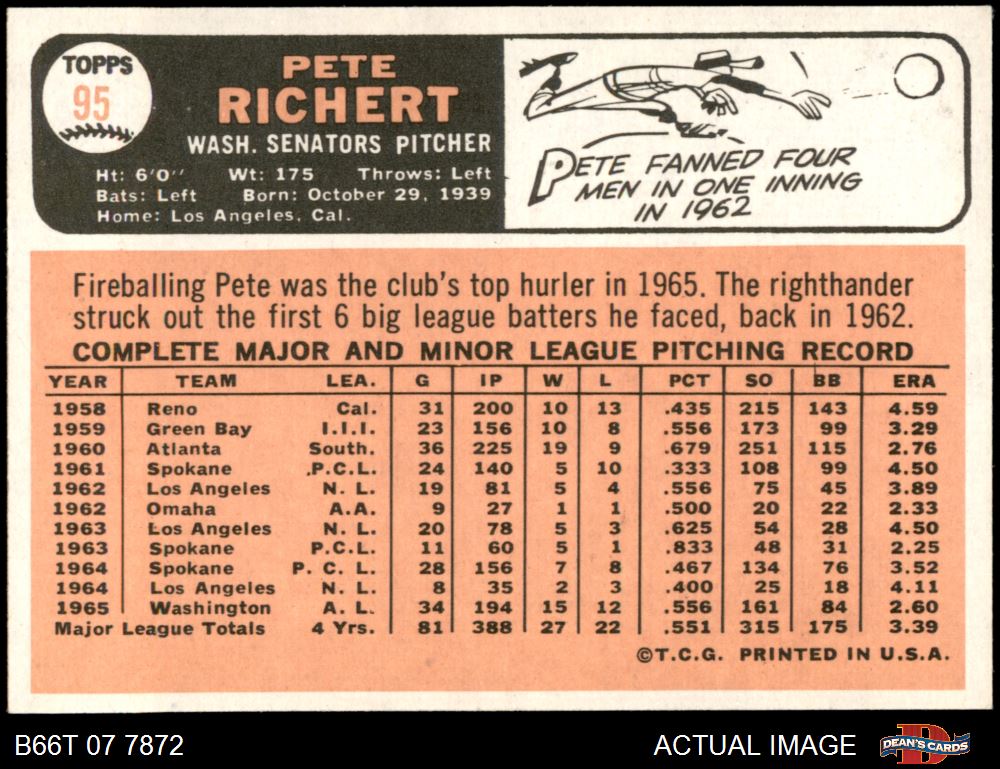 TOPPS
95
PETE
RICHERT
WASH. SENATORS PITCHER
Ht: 6'0" Wt: 175 Throws: Left
Bats: Left Born: October 29, 1939
Home: Los Angeles, Cal.
PETE FANNED FOUR
MEN IN ONE INNING
IN 1962
Fireballing Pete was the club's top hurler in 1965. The righthander
struck out the first 6 big league batters he faced, back in 1962.
COMPLETE MAJOR AND MINOR LEAGUE PITCHING RECORD
YEAR TEAM LEA. G IP W L PCT SO BB ERA
1958 Reno Cal. 31 200 10 13 .435 215 143 4.59
1959 Green Bay I.I.I. 23 156 10 8 .556 173 99 3.29
1960 Atlanta South. 36 225 19 9 .679 251 115 2.76
1961 Spokane P.C.L. 24 140 5 10 .333 108 99 4.50
1962 Los Angeles N. L. 19 81 5 4 .556 75 45 3.89
1962 Omaha A.A. 9 27 1 1 .500 20 22 2.33
1963 Los Angeles N. L. 20 78 5 3 .625 54 28 4.50
1963 Spokane P.C.L. 11 60 5 1 .833 48 31 2.25
1964 Spokane P. C. L. 28 156 7 8 .467 134 76 3.52
1964 Los Angeles N. L. 8 35 2 3 .400 25 18 4.11
1965 Washington A. L. 34 194 15 12 .556 161 84 2.60
Major League Totals 4 Yrs. 81 388 27 22 .551 315 175 3.39
©T.C.G. PRINTED IN U.S.A.
B66T 07 7872
ACTUAL IMAGE
DEAN'S CARDS